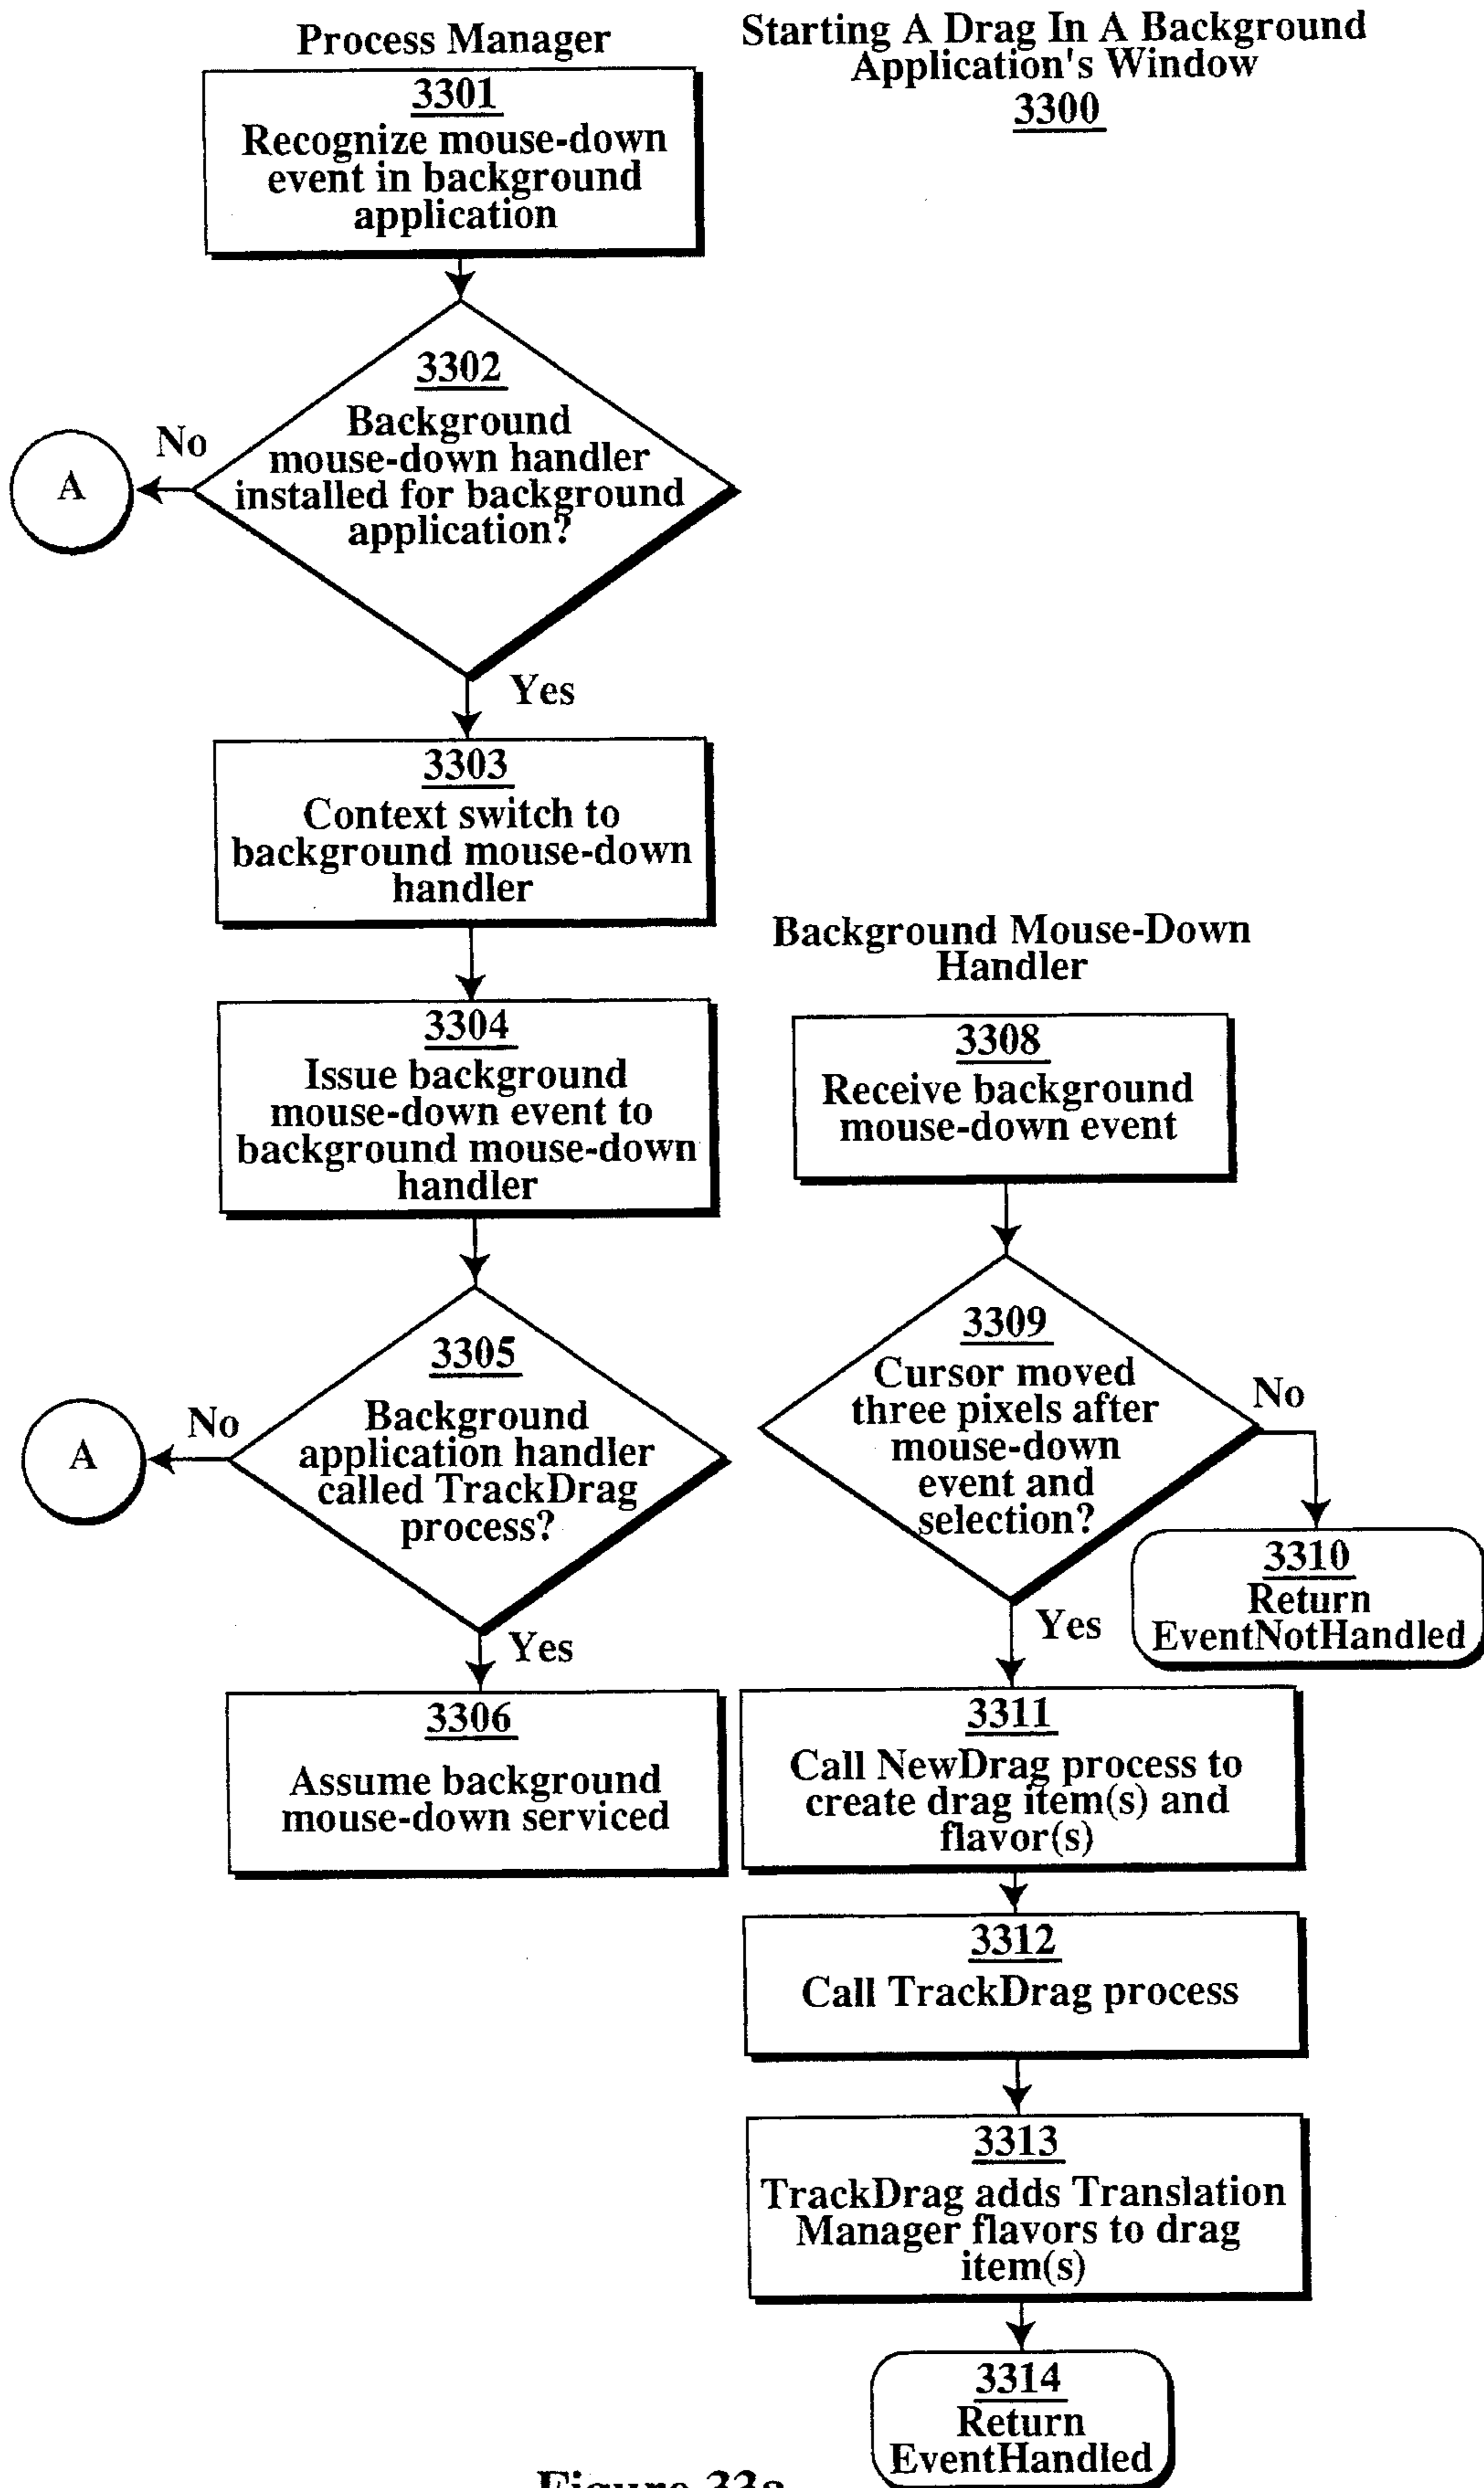 Process Manager
Starting A Drag In A Background
Application's Window
3300
3301
Recognize mouse-down
event in background
application
3302
Background
mouse-down handler
installed for background
application?
No
A
Yes
3303
Context switch to
background mouse-down
handler
3304
Issue background
mouse-down event to
background mouse-down
handler
3305
Background
application handler
called TrackDrag
process?
No
A
Yes
3306
Assume background
mouse-down serviced
Background Mouse-Down
Handler
3308
Receive background
mouse-down event
3309
Cursor moved
three pixels after
mouse-down
event and
selection?
No
3310
Return
EventNotHandled
Yes
3311
Call NewDrag process to
create drag item(s) and
flavor(s)
3312
Call TrackDrag process
3313
TrackDrag adds Translation
Manager flavors to drag
item(s)
3314
Return
EventHandled
Figure 33a